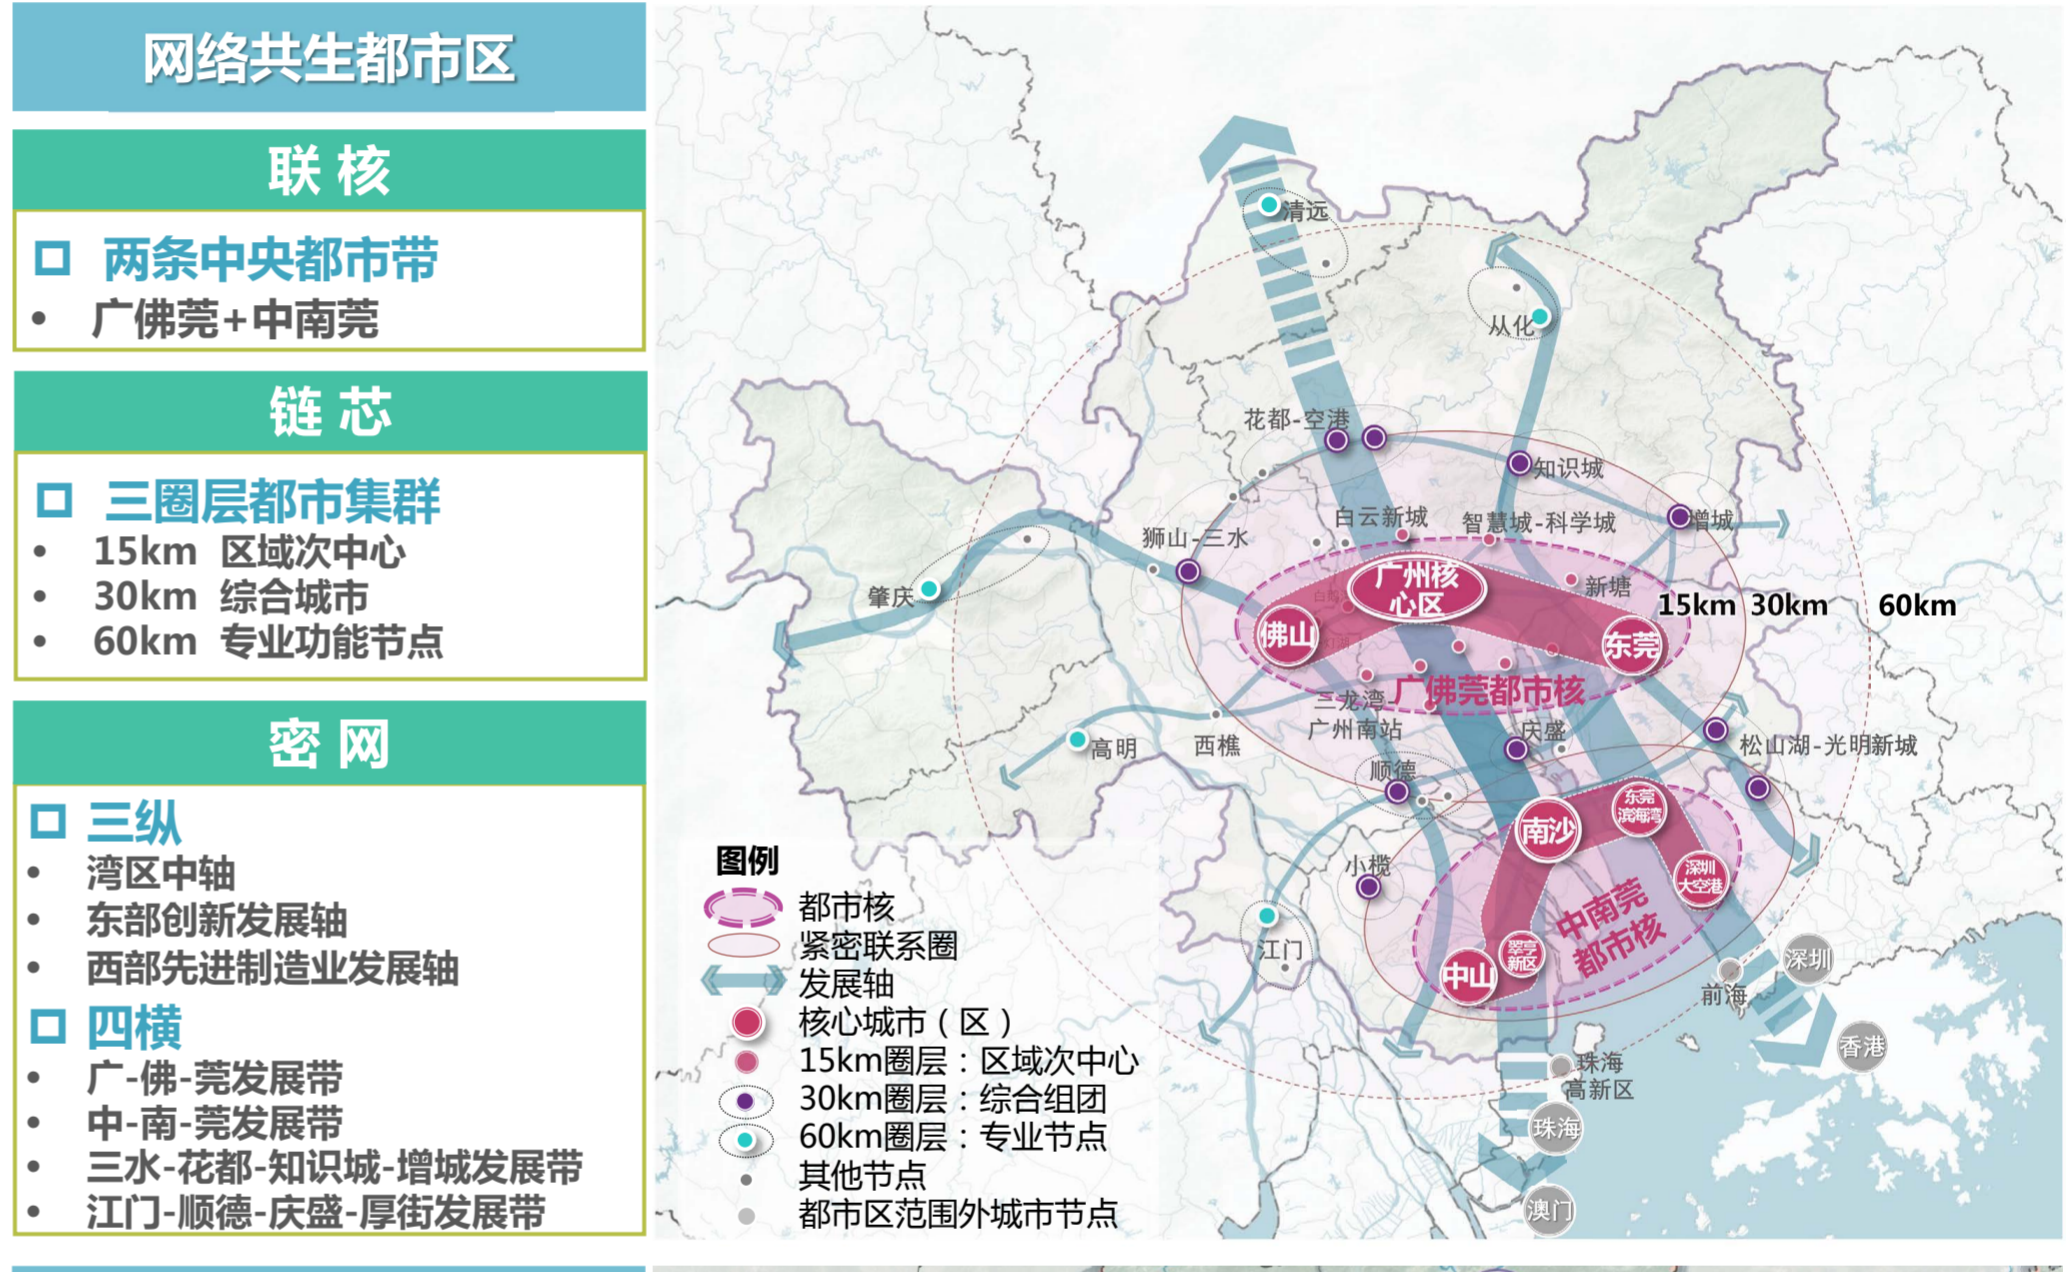 网络共生都市区
联 核
两条中央都市带
• 广佛莞+中南莞
链 芯
三圈层都市集群
• 15km 区域次中心
• 30km 综合城市
• 60km 专业功能节点
密 网
三纵
• 湾区中轴
• 东部创新发展轴
• 西部先进制造业发展轴
四横
• 广-佛-莞发展带
• 中-南-莞发展带
• 三水-花都-知识城-增城发展带
• 江门-顺德-庆盛-厚街发展带
清远
从化
花都-空港
知识城
白云新城
智慧城-科学城
增城
狮山-三水
广州核
心区
新塘
肇庆
15km 30km 60km
佛山
东莞
广佛莞都市核
三龙湾
广州南站
庆盛
高明
西樵
松山湖-光明新城
顺德
南沙
东莞
滨海湾
小榄
深圳
大空港
中南莞
都市核
江门
中山
翠亨
新区
深圳
前海
香港
珠海
高新区
珠海
澳门
图例
都市核
紧密联系圈
发展轴
核心城市（区）
15km圈层：区域次中心
30km圈层：综合组团
60km圈层：专业节点
其他节点
都市区范围外城市节点